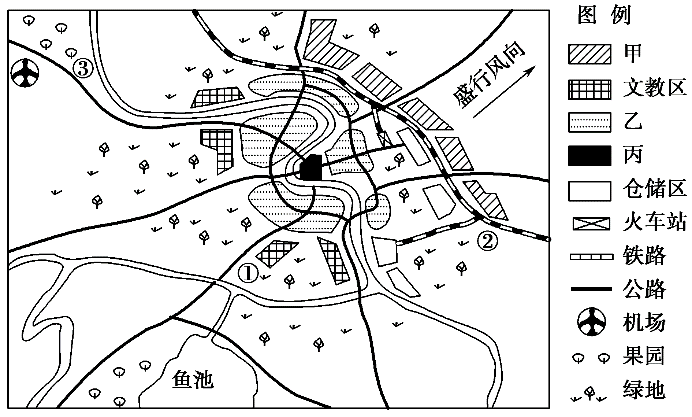 图例
甲
文教区
乙
丙
仓储区
火车站
铁路
公路
机场
果园
绿地
盛行风向
③
②
①
鱼池